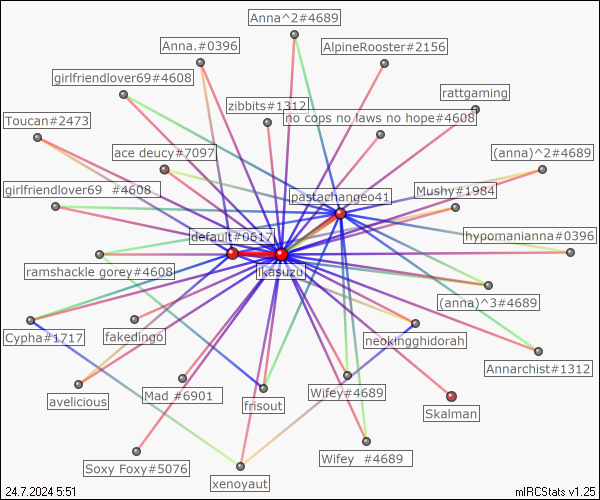 Anna^2#4689
Anna.#0396
AlpineRooster#2156
girlfriendlover69#4608
rattgaming
zibbits#1312
no cops no laws no hope#4608
Toucan#2473
ace deucy#7097
(anna)^2#4689
girlfriendlover69 #4608
pastachangeo41
Mushy#1984
default#0617
hypomanianna#0396
ramshackle gorey#4608
likasuzu
(anna)^3#4689
Cypha#1717
fakedingo
neokingghidorah
Annarchist#1312
avelicious
Mad #6901
frisout
Wifey#4689
Skalman
Soxy Foxy#5076
Wifey #4689
xenoyaut
24.7.2024 5:51
mIRCStats v1.25